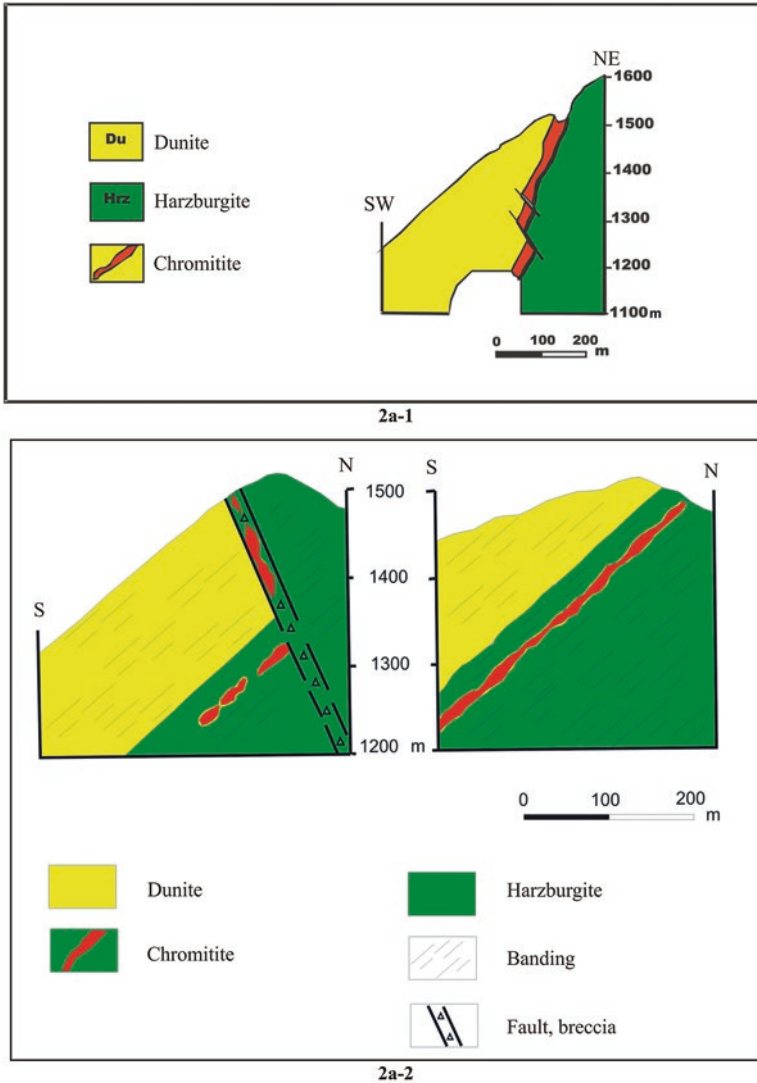 NE
1600
1500
1400
1300
1200
1100 m
SW
0 100 200
m
Du Dunite
Hrz Harzburgite
Chromitite
2a-1
S
N
1500
1400
1300
1200 m
S
N
0 100 200
m
Dunite
Chromitite
Harzburgite
Banding
Fault, breccia
2a-2